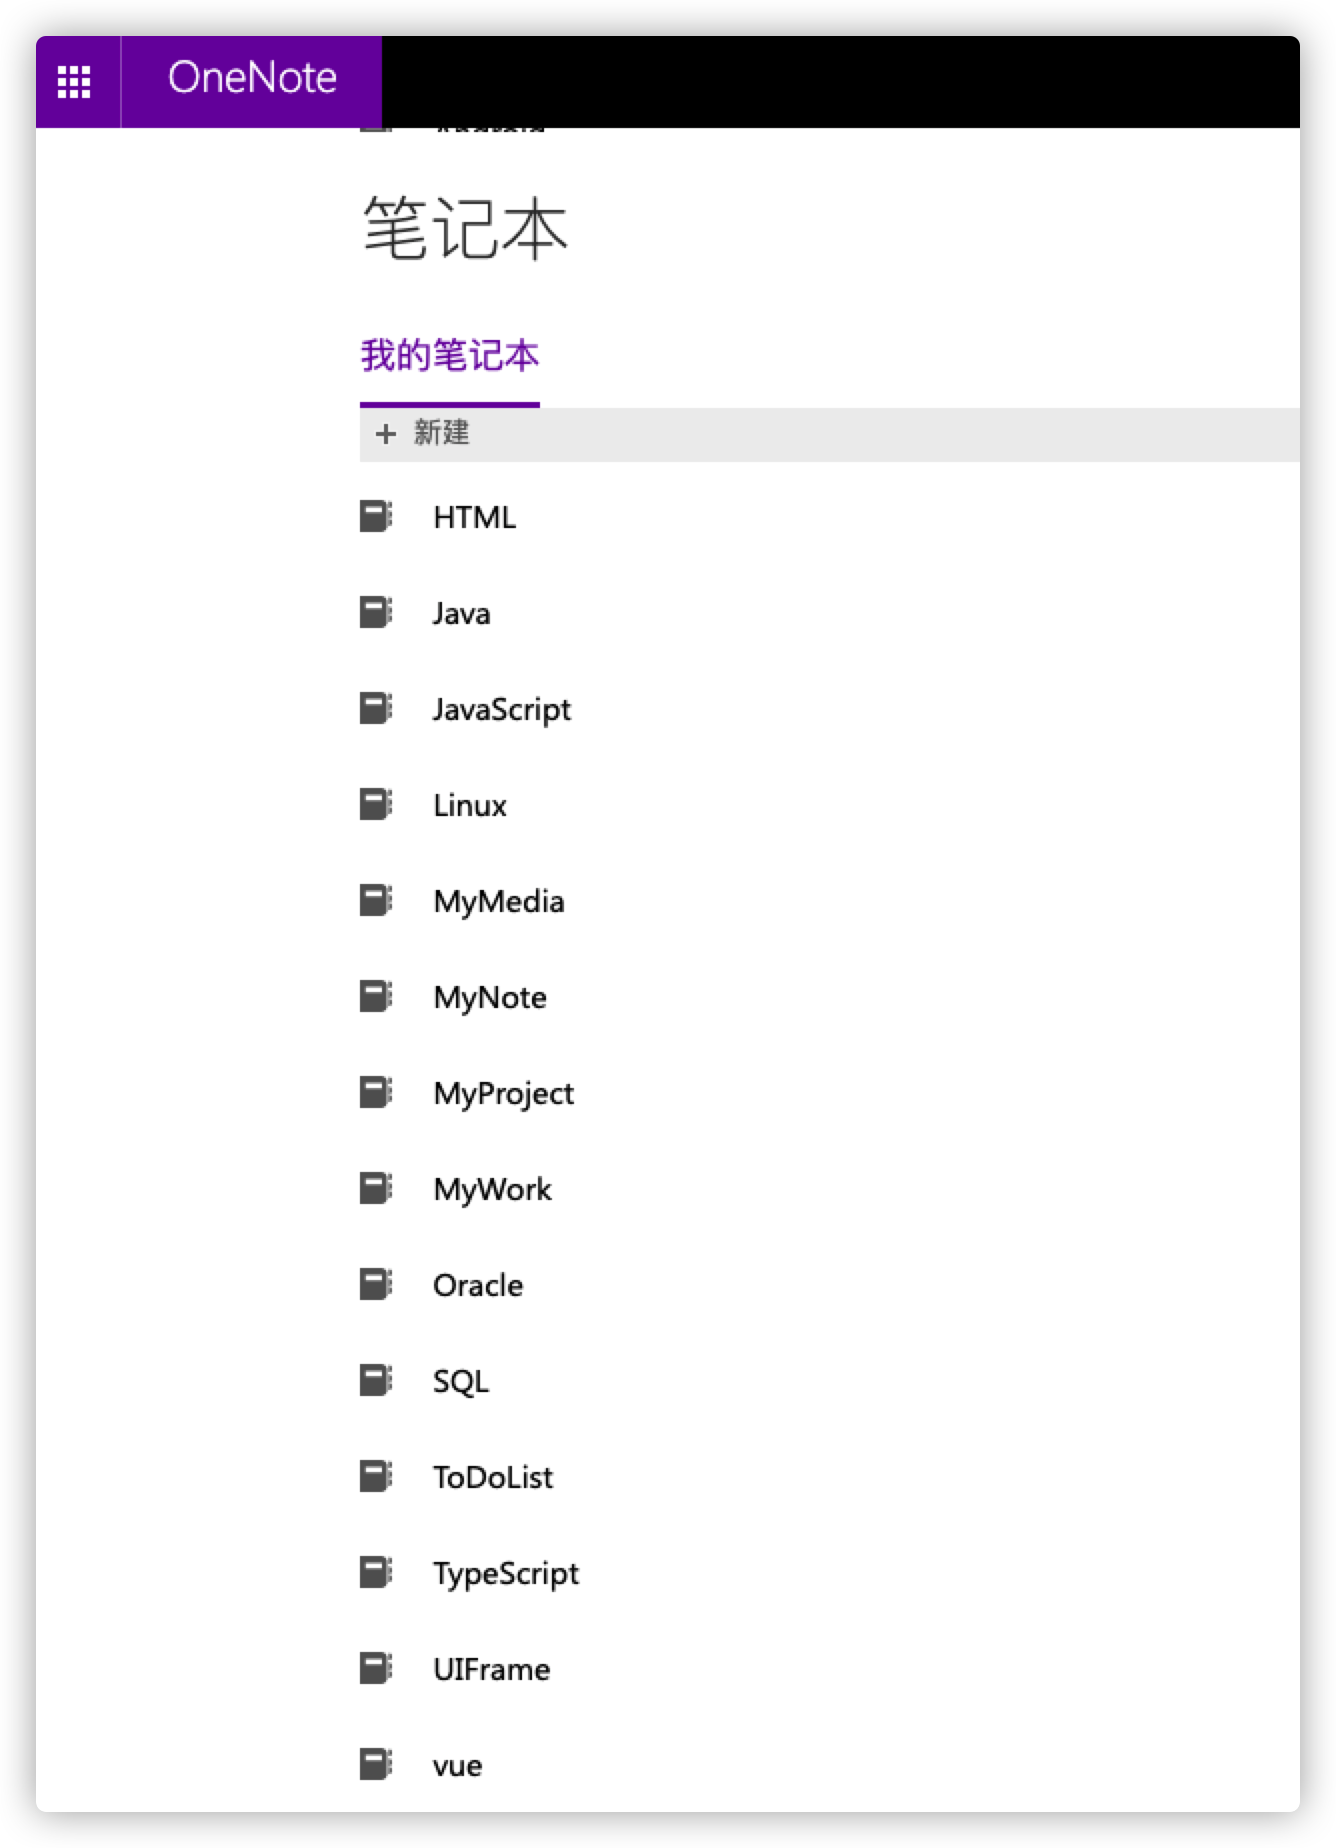 OneNote
笔记本
我的笔记本
+ 新建
HTML
Java
JavaScript
Linux
MyMedia
MyNote
MyProject
MyWork
Oracle
SQL
ToDoList
TypeScript
UIFrame
vue